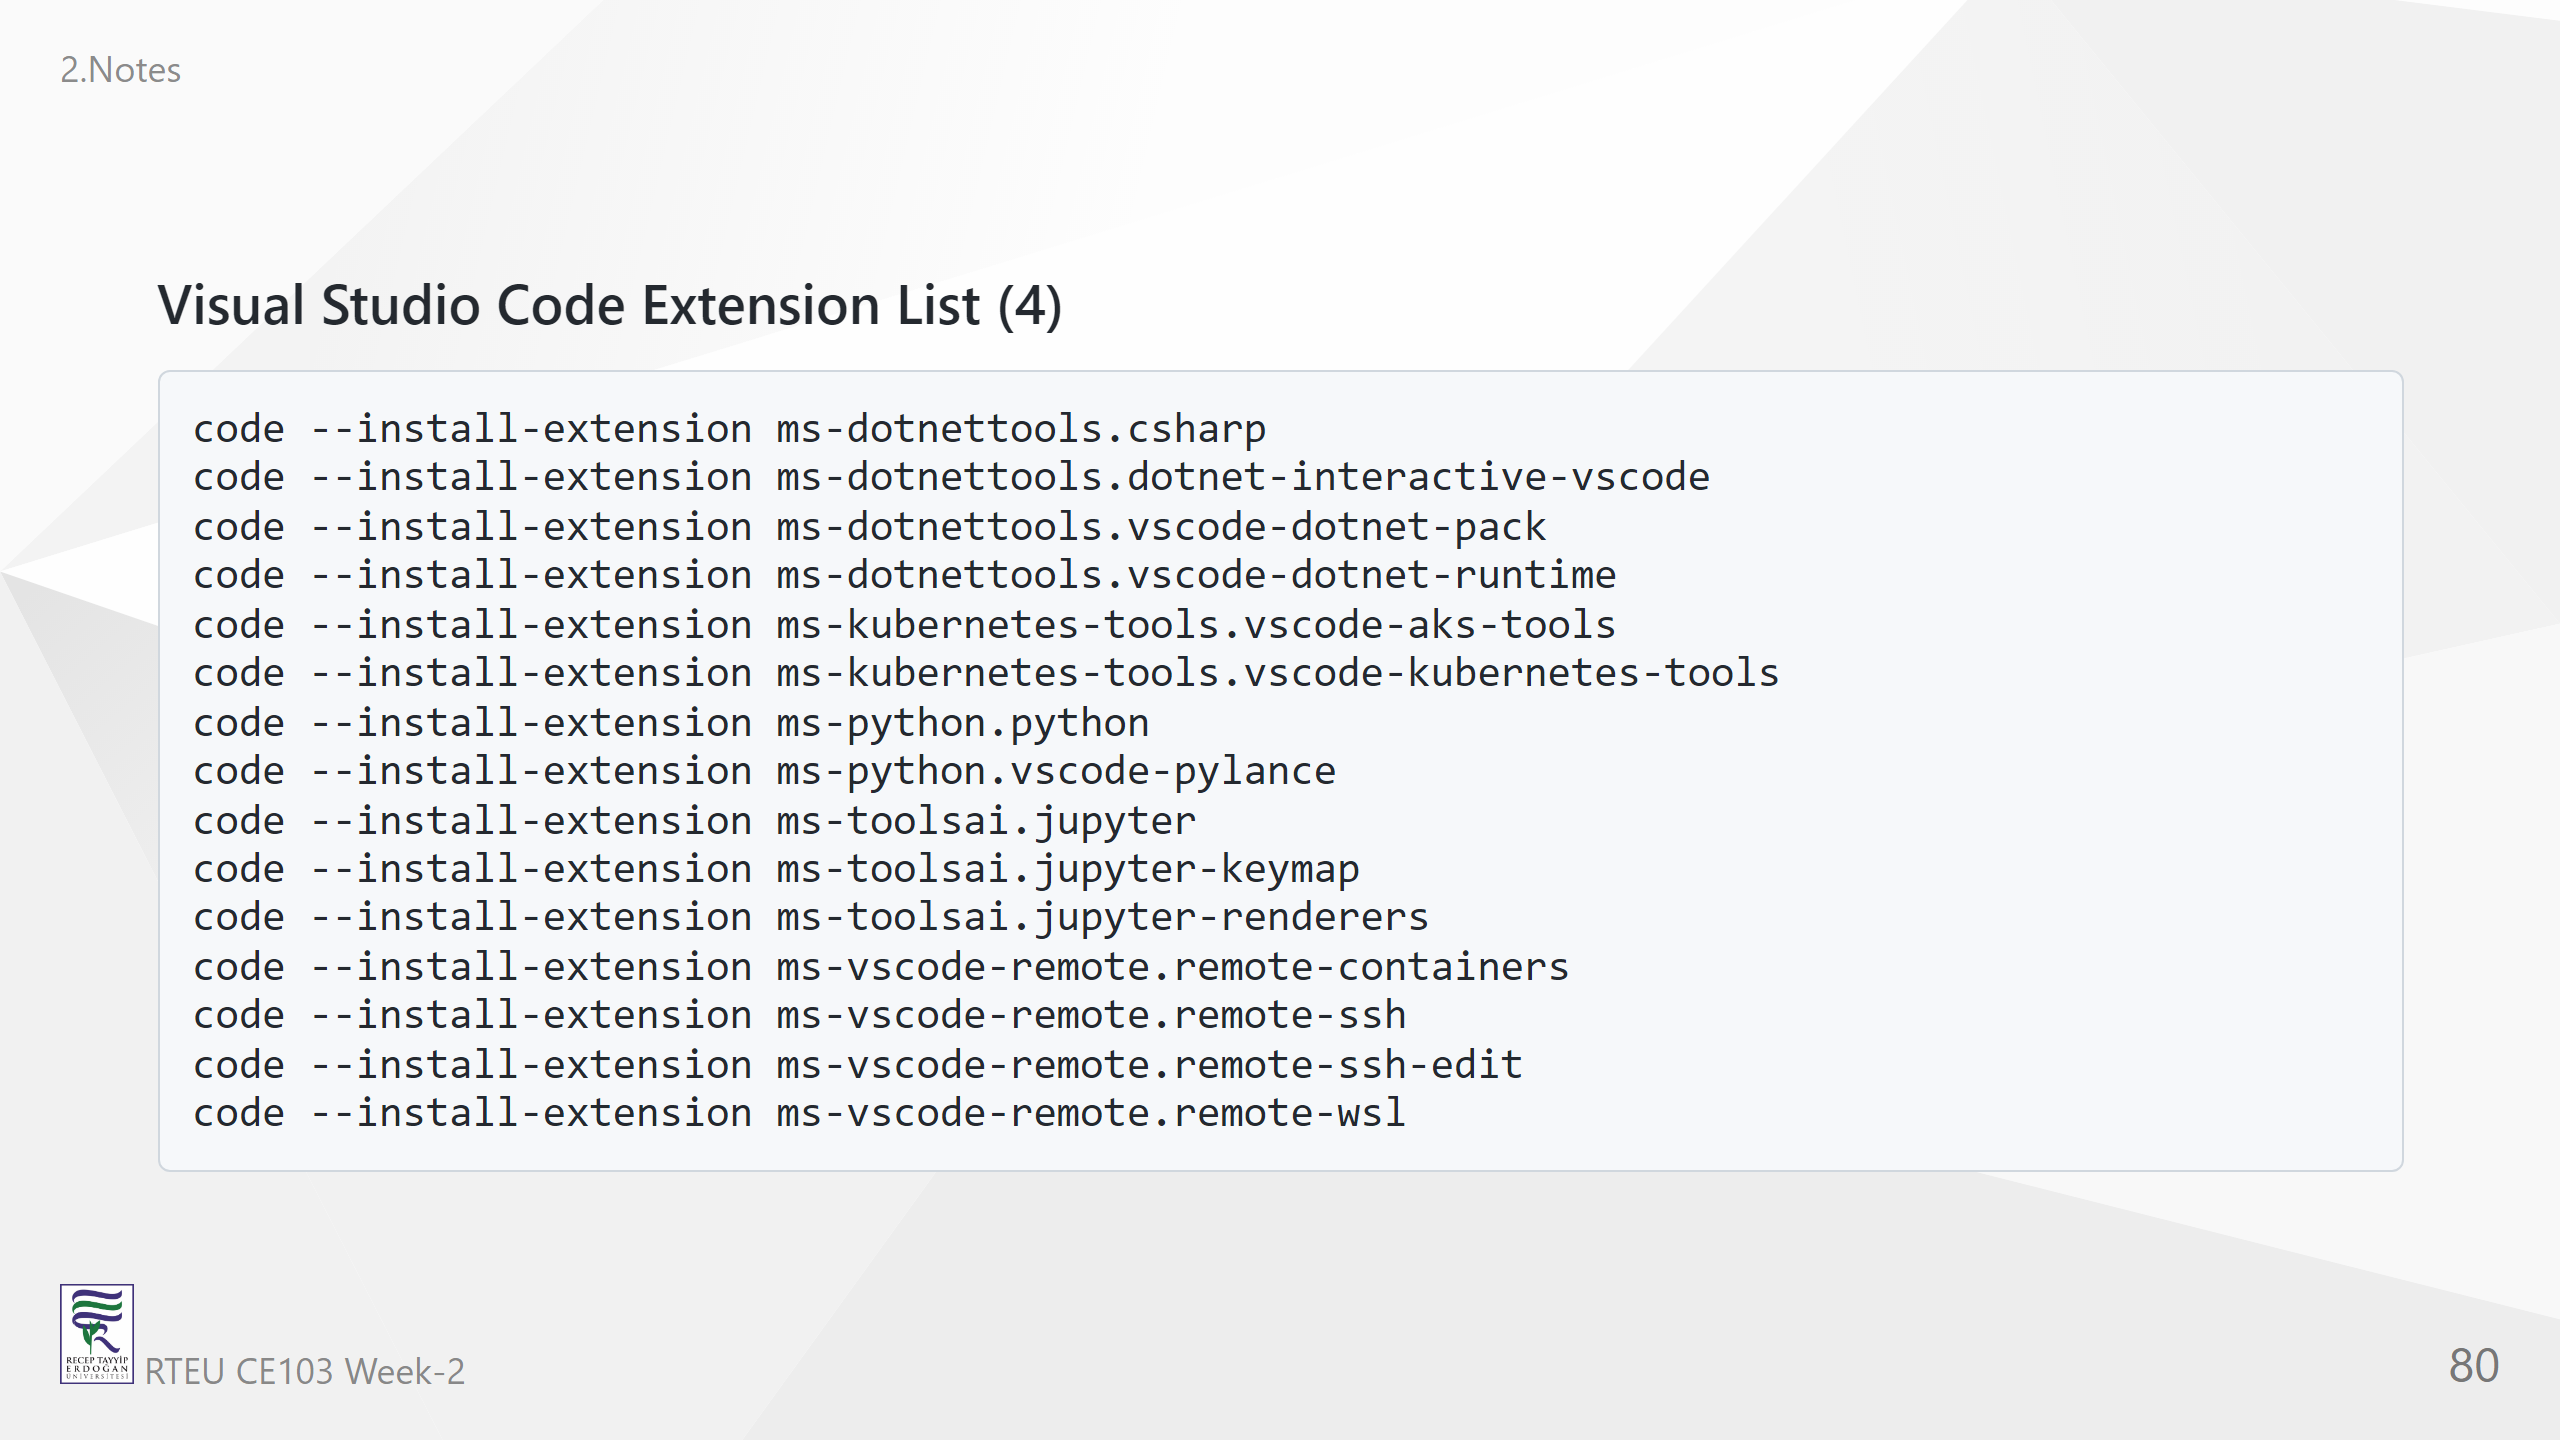 2.Notes
Visual Studio Code Extension List (4)
code --install-extension ms-dotnettools.csharp
code --install-extension ms-dotnettools.dotnet-interactive-vscode
code --install-extension ms-dotnettools.vscode-dotnet-pack
code --install-extension ms-dotnettools.vscode-dotnet-runtime
code --install-extension ms-kubernetes-tools.vscode-aks-tools
code --install-extension ms-kubernetes-tools.vscode-kubernetes-tools
code --install-extension ms-python.python
code --install-extension ms-python.vscode-pylance
code --install-extension ms-toolsai.jupyter
code --install-extension ms-toolsai.jupyter-keymap
code --install-extension ms-toolsai.jupyter-renderers
code --install-extension ms-vscode-remote.remote-containers
code --install-extension ms-vscode-remote.remote-ssh
code --install-extension ms-vscode-remote.remote-ssh-edit
code --install-extension ms-vscode-remote.remote-wsl
RECEP TAYYİP
ERDOĞAN
ÜNİVERSİTESİ
RTEU CE103 Week-2
80